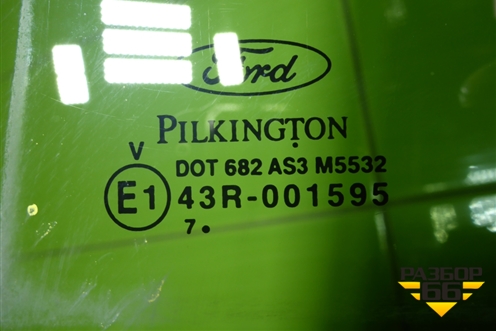 Ford
PILKINGTON
V
DOT 682 AS3 M5532
E1 43R-001595
7.
РАЗБОР
66